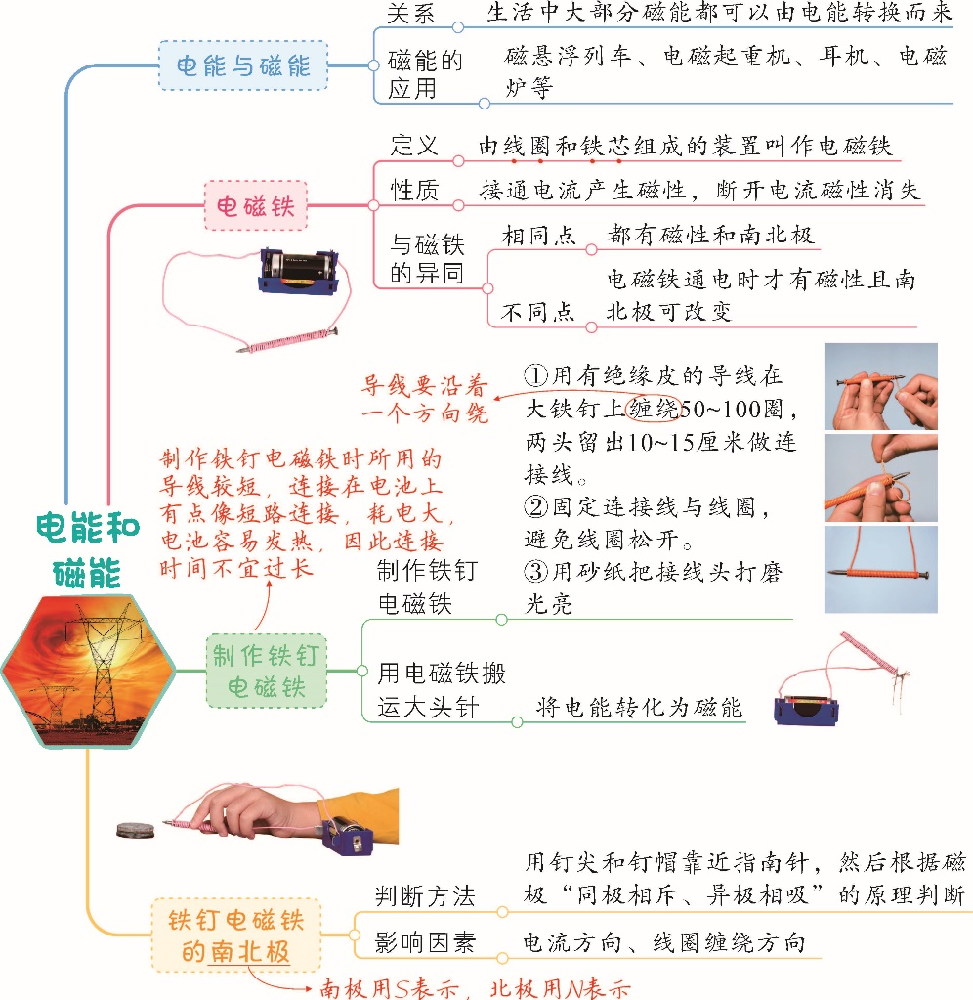 电能和
磁能
电能与磁能
关系
生活中大部分磁能都可以由电能转换而来
磁能的
应用
磁悬浮列车、电磁起重机、耳机、电磁
炉等
电磁铁
定义
由线圈和铁芯组成的装置叫作电磁铁
性质
接通电流产生磁性，断开电流磁性消失
与磁铁
的异同
相同点
都有磁性和南北极
不同点
电磁铁通电时才有磁性且南
北极可改变
制作铁钉
电磁铁
制作铁钉电磁铁时所用的
导线较短，连接在电池上
有点像短路连接，耗电大，
电池容易发热，因此连接
时间不宜过长
制作铁钉
电磁铁
①用有绝缘皮的导线在
大铁钉上缠绕50~100圈，
两头留出10~15厘米做连
接线。
②固定连接线与线圈，
避免线圈松开。
③用砂纸把接线头打磨
光亮
导线要沿着
一个方向绕
用电磁铁搬
运大头针
将电能转化为磁能
铁钉电磁铁
的南北极
判断方法
用钉尖和钉帽靠近指南针，然后根据磁
极“同极相斥、异极相吸”的原理判断
影响因素
电流方向、线圈缠绕方向
南极用S表示，北极用N表示